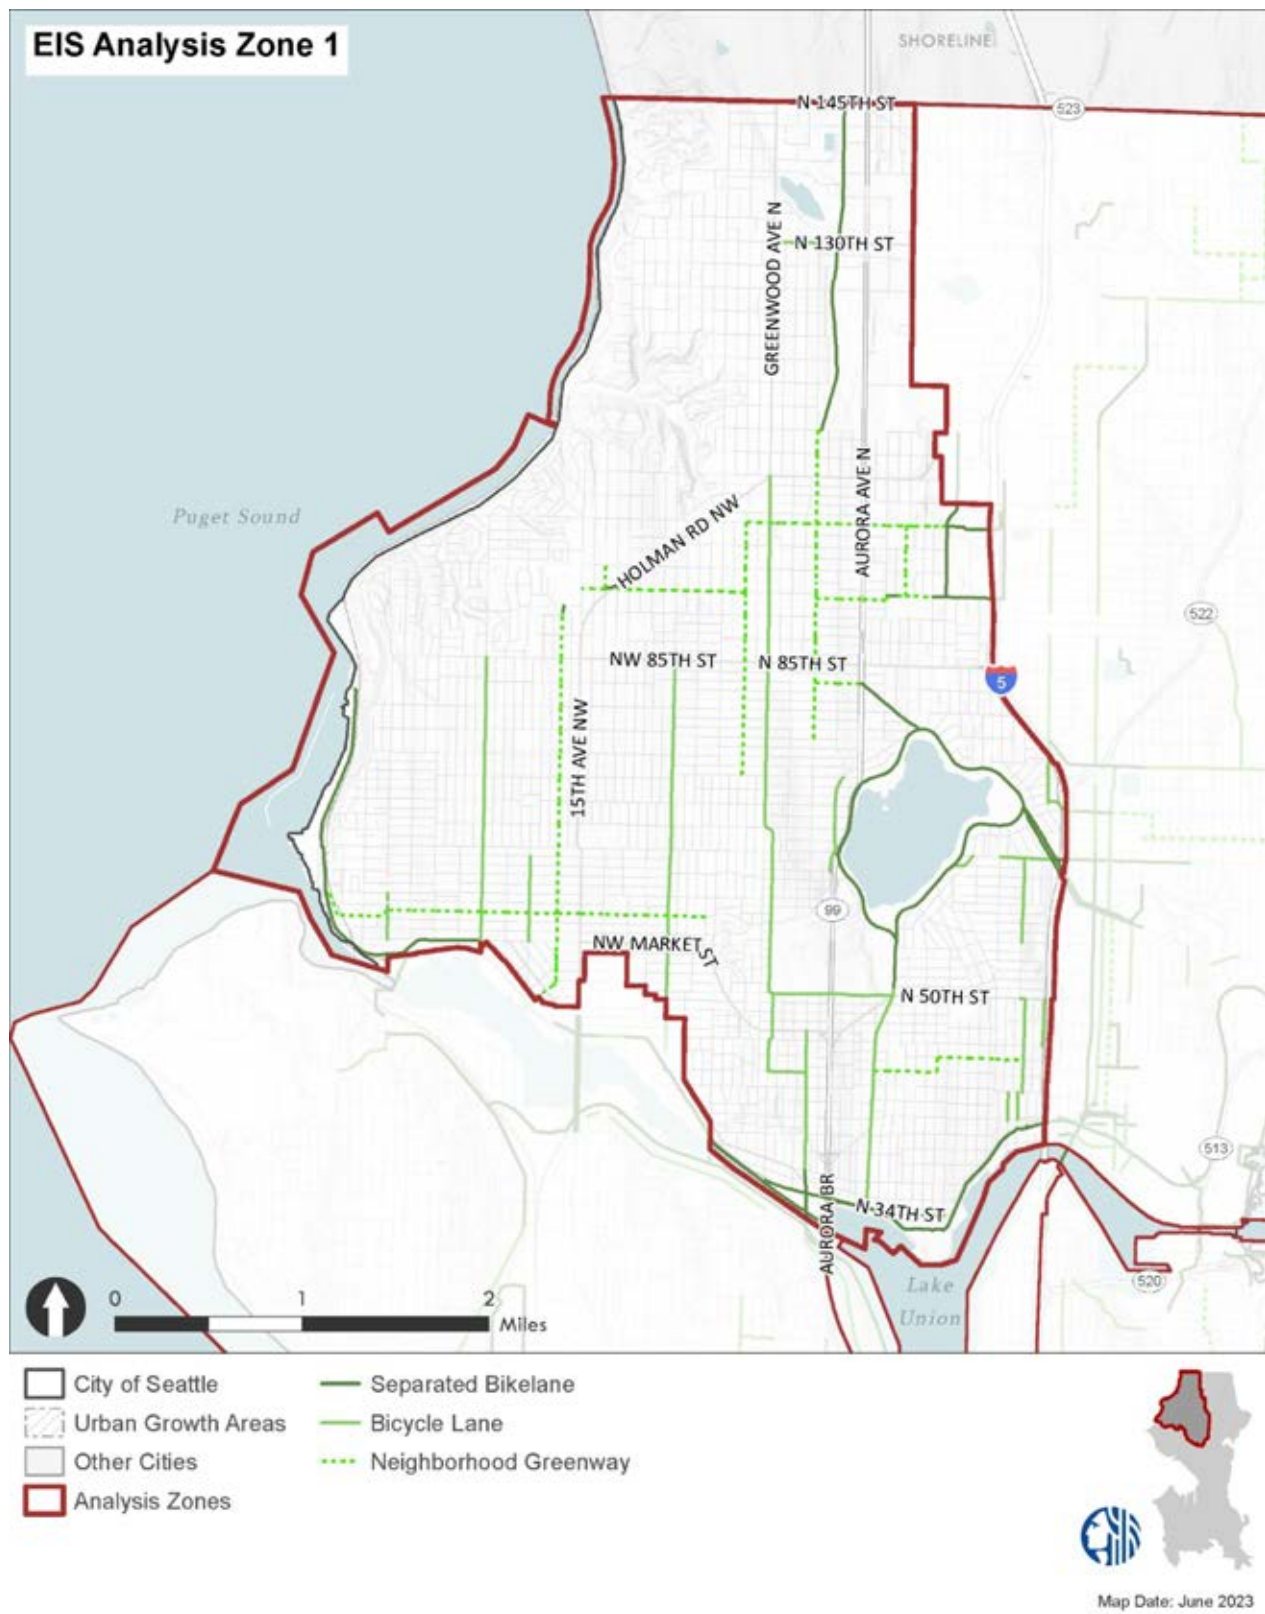 EIS Analysis Zone 1
SHORELINE
N 145TH ST
523
GREENWOOD AVE N
N 130TH ST
AURORA AVE N
Puget Sound
HOLMAN RD NW
522
NW 85TH ST
N 85TH ST
5
15TH AVE NW
99
NW MARKET ST
N 50TH ST
513
AURORA BR
N 34TH ST
520
Lake
Union
0 1 2
Miles
City of Seattle
Urban Growth Areas
Other Cities
Analysis Zones
Separated Bikelane
Bicycle Lane
Neighborhood Greenway
Map Date: June 2023